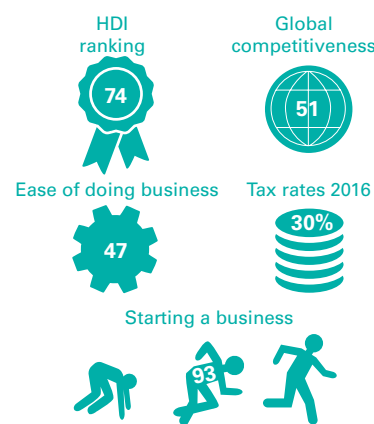 HDI
ranking
74
Global
competitiveness
51
Ease of doing business
47
Tax rates 2016
30%
Starting a business
93